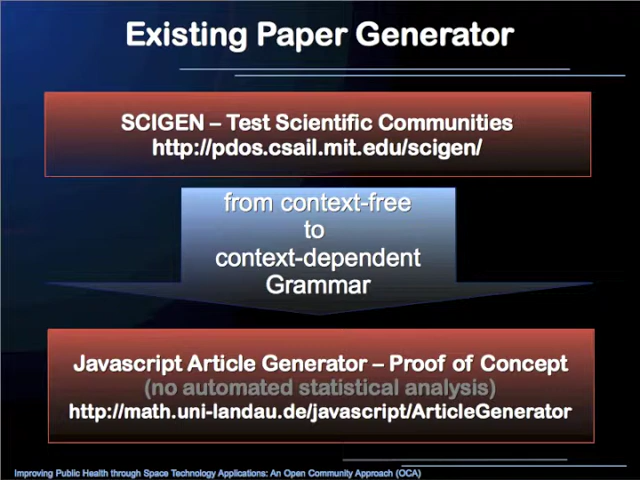 Existing Paper Generator
SCIGEN – Test Scientific Communities
http://pdos.csail.mit.edu/scigen/
from context-free
to
context-dependent
Grammar
Javascript Article Generator – Proof of Concept
(no automated statistical analysis)
http://math.uni-landau.de/javascript/ArticleGenerator
Improving Public Health through Space Technology Applications: An Open Community Approach (OCA)